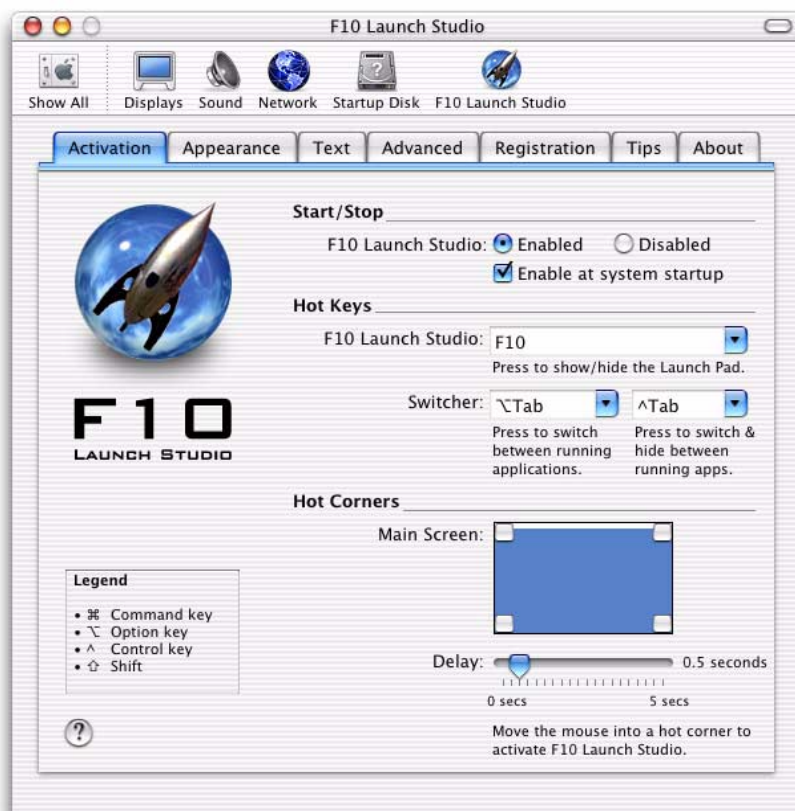 F10 Launch Studio
Show All Displays Sound Network Startup Disk F10 Launch Studio
Activation Appearance Text Advanced Registration Tips About
Start/Stop
F10 Launch Studio: Enabled Disabled
Enable at system startup
Hot Keys
F10 Launch Studio: F10
Press to show/hide the Launch Pad.
Switcher: ⌥Tab ^Tab
Press to switch between running applications.
Press to switch & hide between running apps.
F10
LAUNCH STUDIO
Hot Corners
Main Screen:
Legend
• ⌘ Command key
• ⌥ Option key
• ^ Control key
• ⇧ Shift
Delay: 0.5 seconds
0 secs 5 secs
?
Move the mouse into a hot corner to
activate F10 Launch Studio.